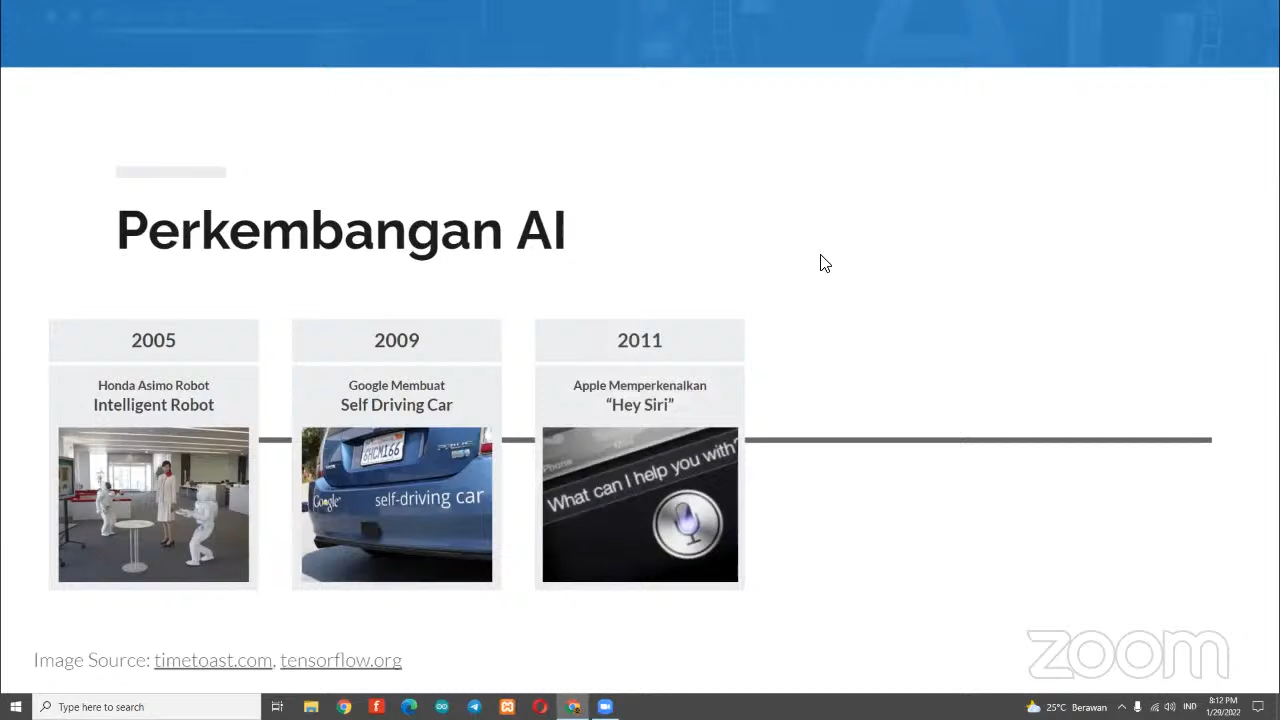 Perkembangan AI
2005
Honda Asimo Robot
Intelligent Robot
2009
Google Membuat
Self Driving Car
6HCM166
PRIUS
Google
self-driving car
2011
Apple Memperkenalkan
“Hey Siri”
What can I help you with?
Image Source: timetoast.com, tensorflow.org
zoom
Type here to search
25°C Berawan
IND
8:12 PM
1/29/2022